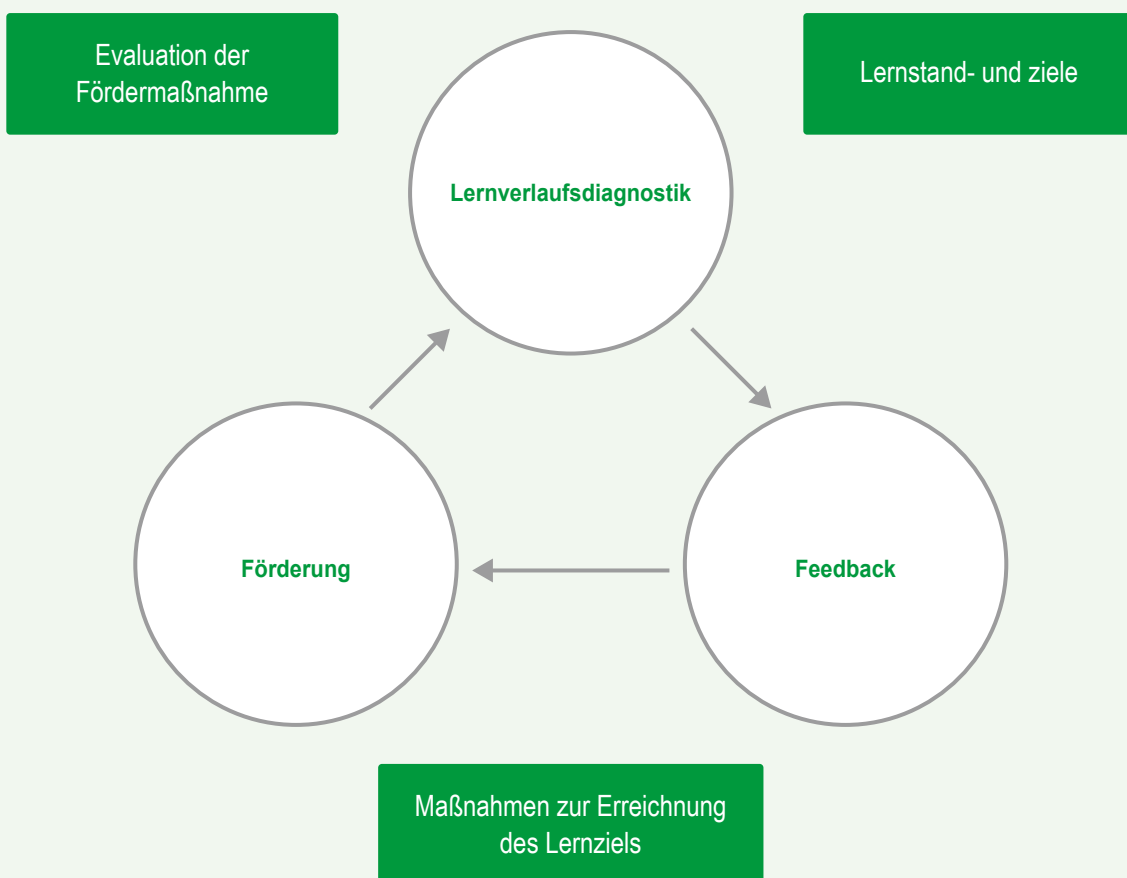 Evaluation der
Fördermaßnahme
Lernstand- und ziele
Lernverlaufsdiagnostik
Förderung
Feedback
Maßnahmen zur Erreichnung
des Lernziels